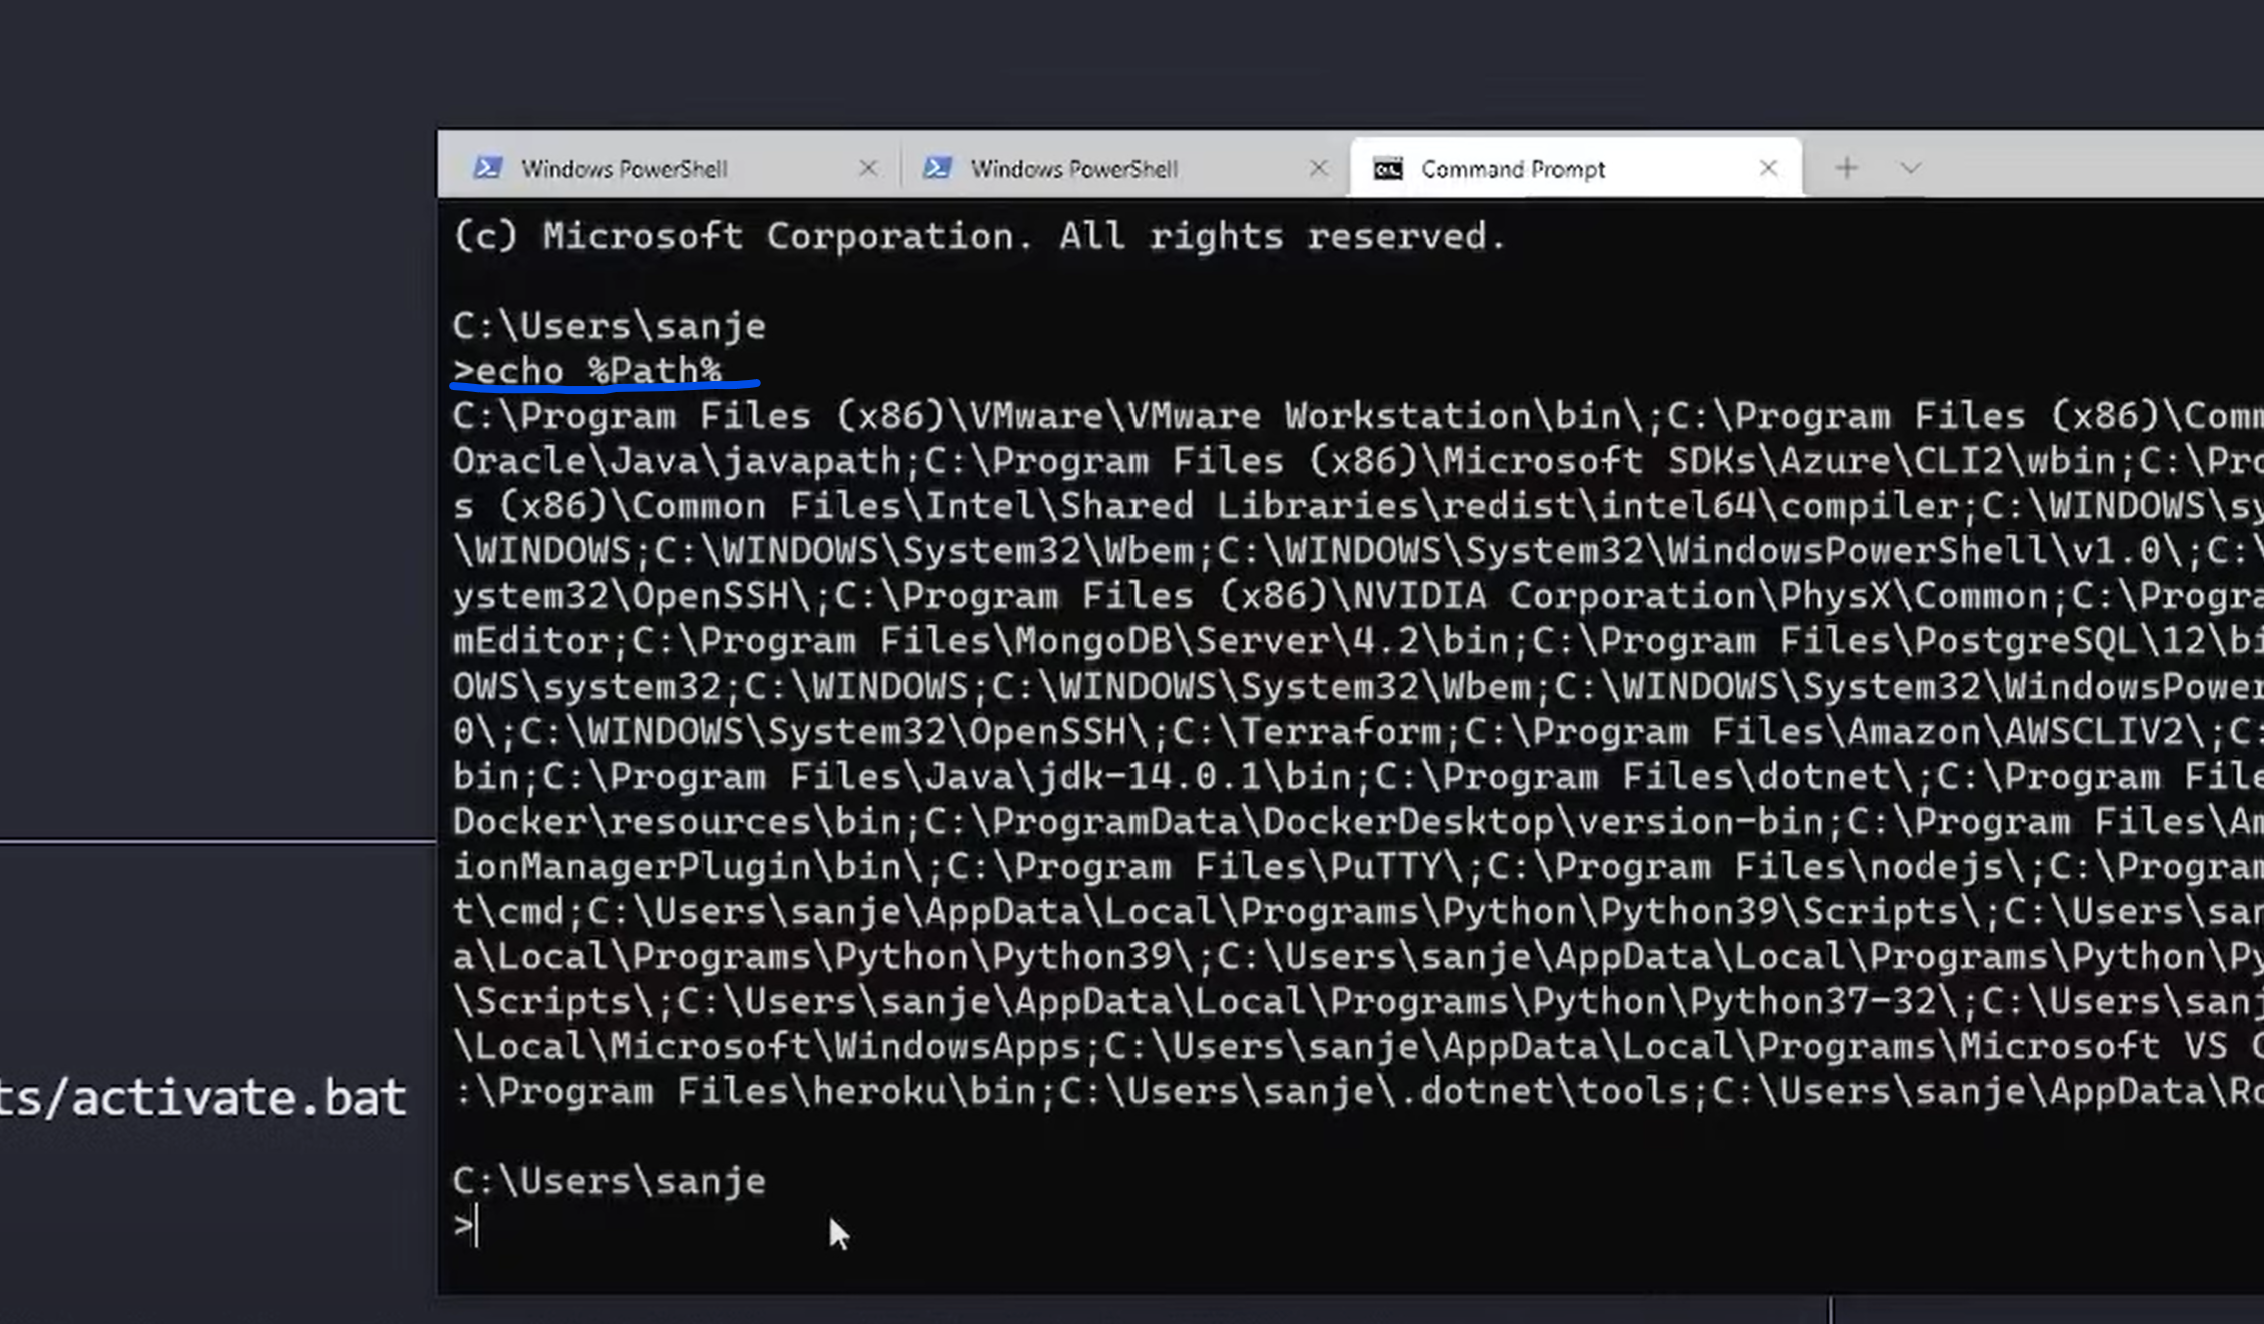 Windows PowerShell
Windows PowerShell
Command Prompt
(c) Microsoft Corporation. All rights reserved.
C:\Users\sanje
>echo %Path%
C:\Program Files (x86)\VMware\VMware Workstation\bin\;C:\Program Files (x86)\Comm
Oracle\Java\javapath;C:\Program Files (x86)\Microsoft SDKs\Azure\CLI2\wbin;C:\Pro
s (x86)\Common Files\Intel\Shared Libraries\redist\intel64\compiler;C:\WINDOWS\sy
\WINDOWS;C:\WINDOWS\System32\Wbem;C:\WINDOWS\System32\WindowsPowerShell\v1.0\;C:\
ystem32\OpenSSH\;C:\Program Files (x86)\NVIDIA Corporation\PhysX\Common;C:\Progra
mEditor;C:\Program Files\MongoDB\Server\4.2\bin;C:\Program Files\PostgreSQL\12\bi
OWS\system32;C:\WINDOWS;C:\WINDOWS\System32\Wbem;C:\WINDOWS\System32\WindowsPower
0\;C:\WINDOWS\System32\OpenSSH\;C:\Terraform;C:\Program Files\Amazon\AWSCLIV2\;C:
bin;C:\Program Files\Java\jdk-14.0.1\bin;C:\Program Files\dotnet\;C:\Program File
Docker\resources\bin;C:\ProgramData\DockerDesktop\version-bin;C:\Program Files\Am
ionManagerPlugin\bin\;C:\Program Files\PuTTY\;C:\Program Files\nodejs\;C:\Program
t\cmd;C:\Users\sanje\AppData\Local\Programs\Python\Python39\Scripts\;C:\Users\san
a\Local\Programs\Python\Python39\;C:\Users\sanje\AppData\Local\Programs\Python\Py
\Scripts\;C:\Users\sanje\AppData\Local\Programs\Python\Python37-32\;C:\Users\sanj
\Local\Microsoft\WindowsApps;C:\Users\sanje\AppData\Local\Programs\Microsoft VS C
:\Program Files\heroku\bin;C:\Users\sanje\.dotnet\tools;C:\Users\sanje\AppData\Ro
ts/activate.bat
C:\Users\sanje
>